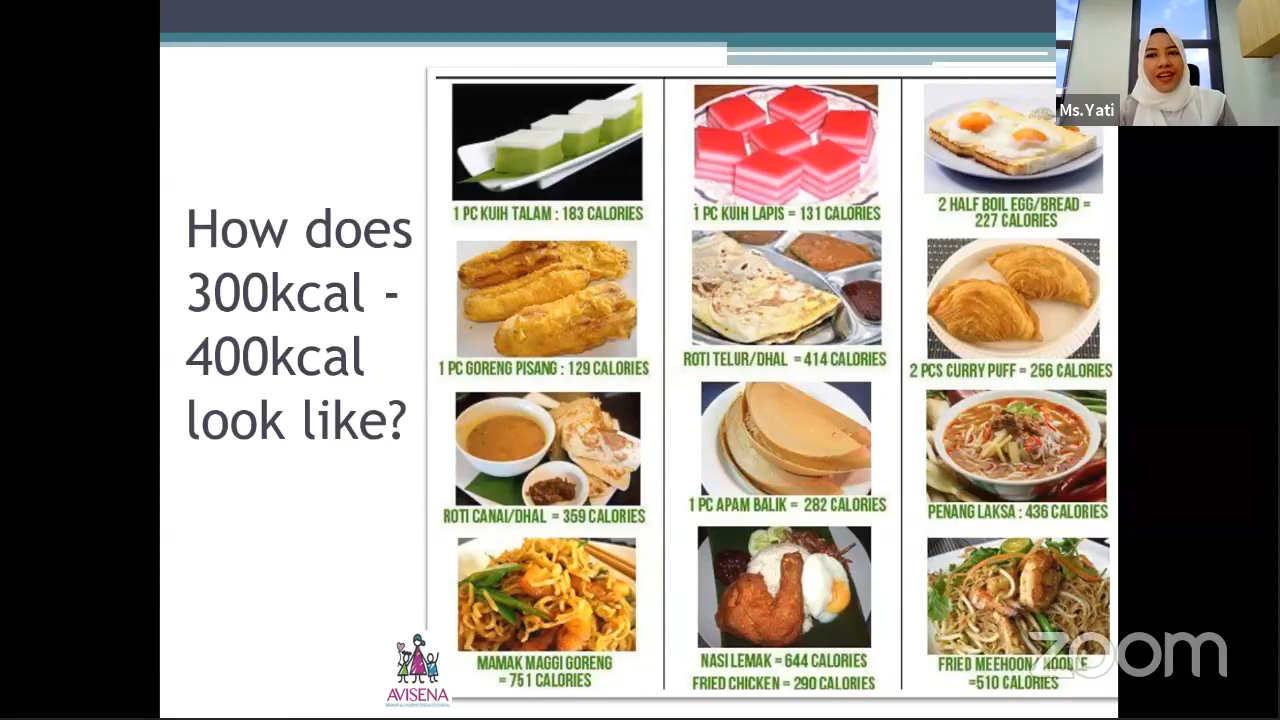 Ms.Yati
How does
300kcal -
400kcal
look like?
1 PC KUIH TALAM : 183 CALORIES
1 PC KUIH LAPIS = 131 CALORIES
2 HALF BOIL EGG/BREAD =
227 CALORIES
1 PC GORENG PISANG : 129 CALORIES
ROTI TELUR/DHAL = 414 CALORIES
2 PCS CURRY PUFF = 256 CALORIES
ROTI CANAI/DHAL = 359 CALORIES
1 PC APAM BALIK = 282 CALORIES
PENANG LAKSA : 436 CALORIES
MAMAK MAGGI GORENG
= 751 CALORIES
NASI LEMAK = 644 CALORIES
FRIED CHICKEN = 290 CALORIES
FRIED MEEHOON / NOODLE
=510 CALORIES
AVISENA
zoom